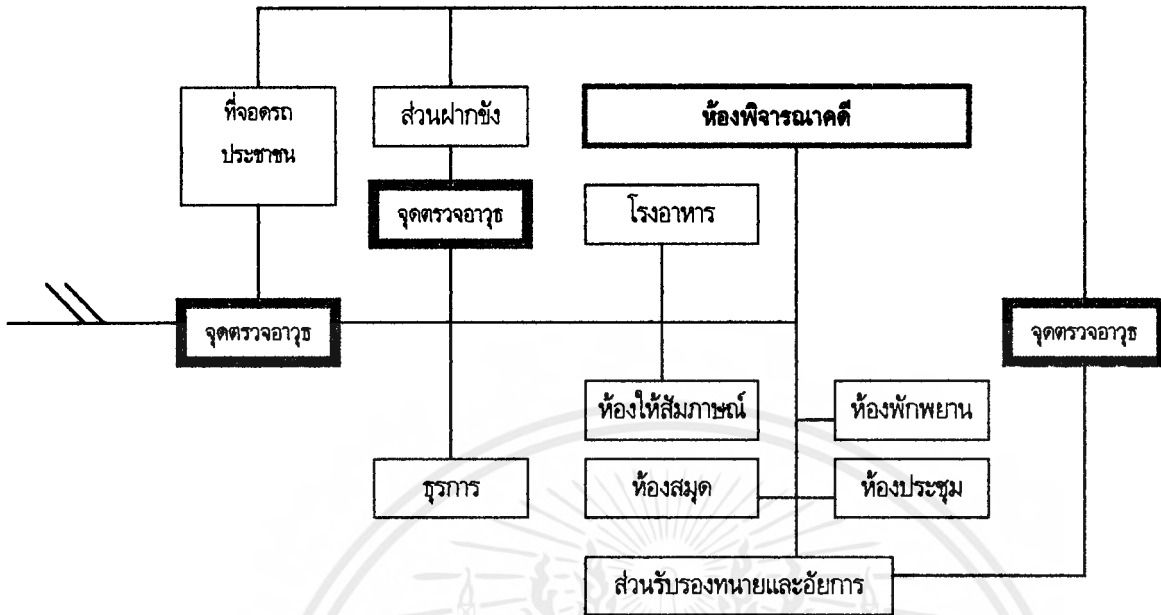 ที่จอดรถ
ประชาชน
ส่วนฝากขัง
ห้องพิจารณาคดี
จุดตรวจอาวุธ
โรงอาหาร
จุดตรวจอาวุธ
จุดตรวจอาวุธ
ห้องให้สัมภาษณ์
ห้องพักพยาน
ธุรการ
ห้องสมุด
ห้องประชุม
ส่วนรับรองทนายและอัยการ